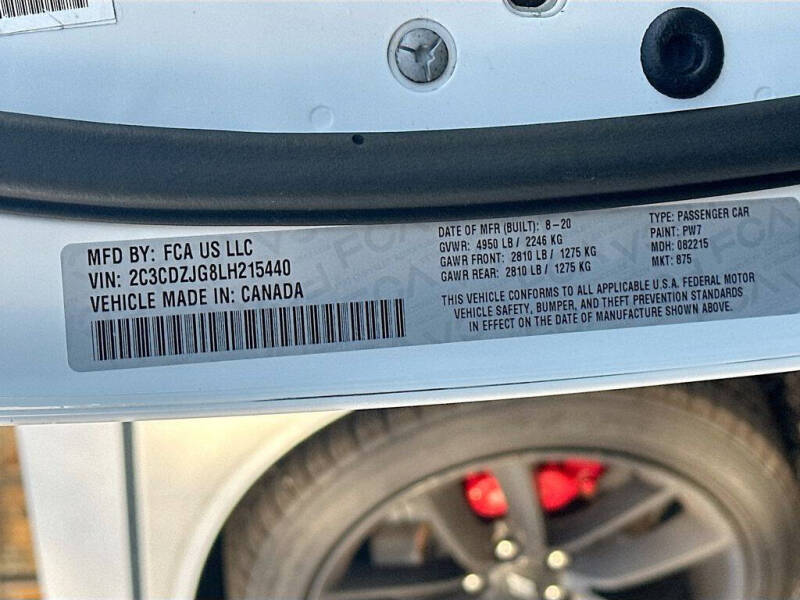 MFD BY: FCA US LLC
VIN: 2C3CDZJG8LH215440
VEHICLE MADE IN: CANADA
DATE OF MFR (BUILT): 8-20
GVWR: 4950 LB / 2246 KG
GAWR FRONT: 2810 LB / 1275 KG
GAWR REAR: 2810 LB / 1275 KG
TYPE: PASSENGER CAR
PAINT: PW7
MDH: 082215
MKT: 875
THIS VEHICLE CONFORMS TO ALL APPLICABLE U.S.A. FEDERAL MOTOR
VEHICLE SAFETY, BUMPER, AND THEFT PREVENTION STANDARDS
IN EFFECT ON THE DATE OF MANUFACTURE SHOWN ABOVE.